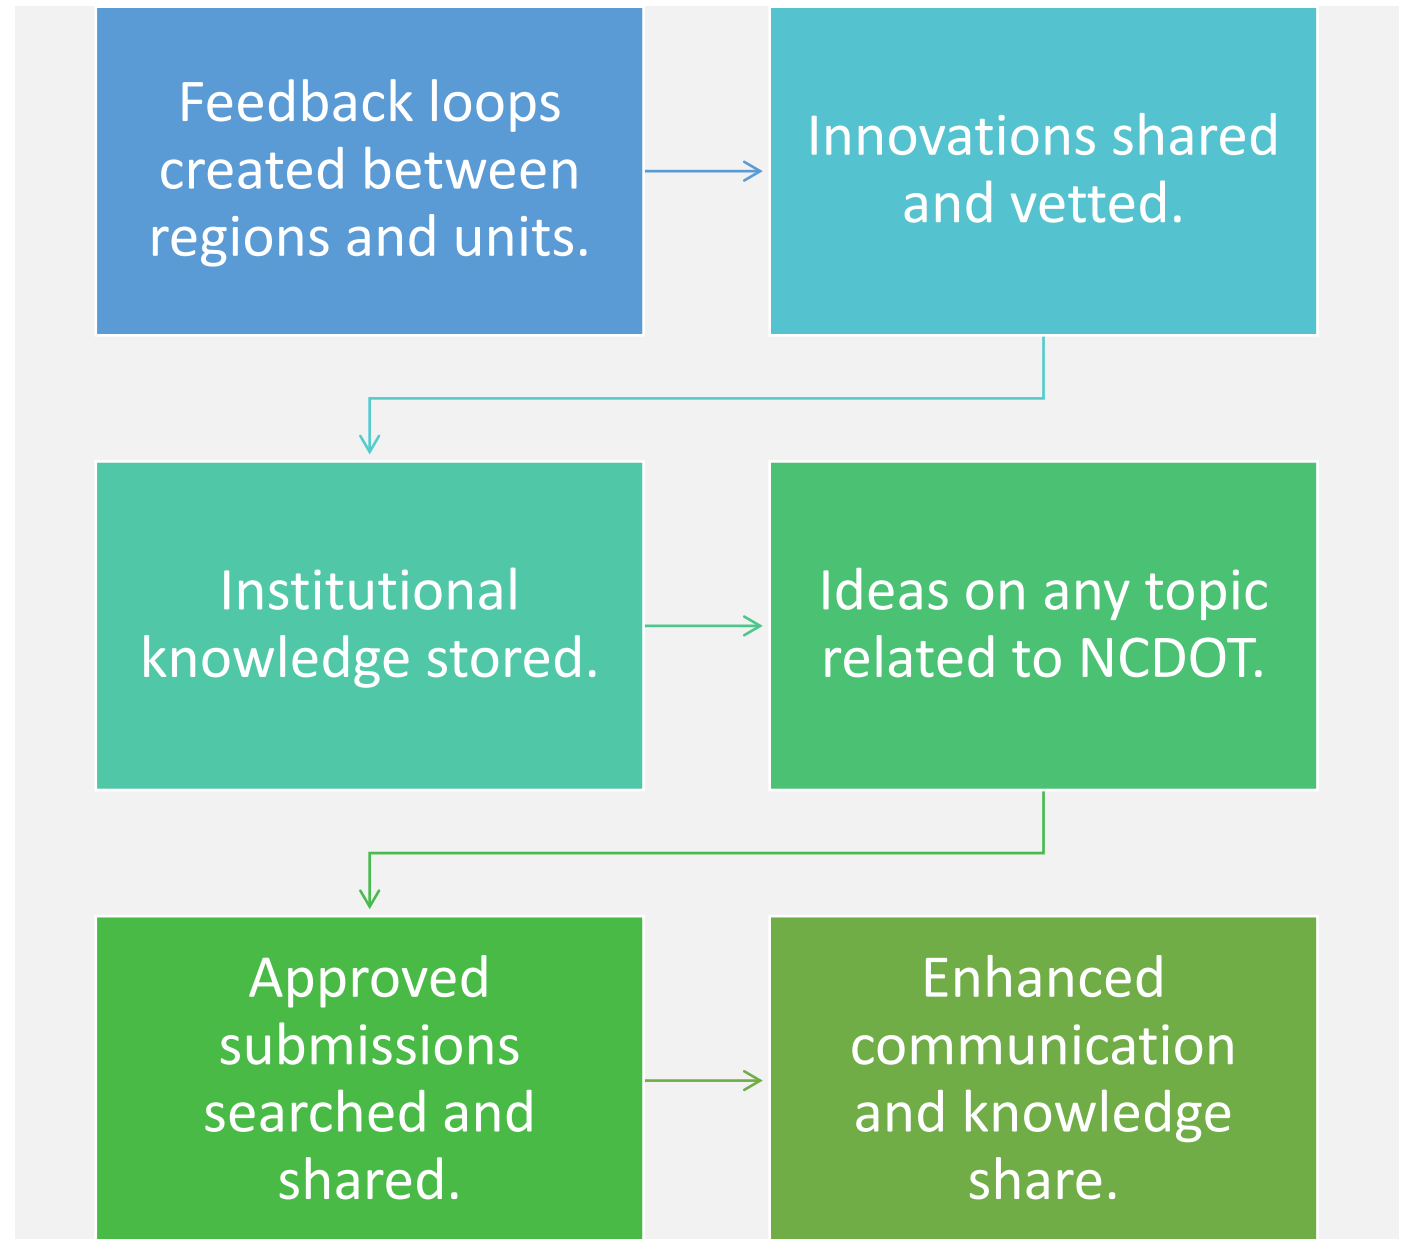 Feedback loops
created between
regions and units.
Innovations shared
and vetted.
Institutional
knowledge stored.
Ideas on any topic
related to NCDOT.
Approved
submissions
searched and
shared.
Enhanced
communication
and knowledge
share.